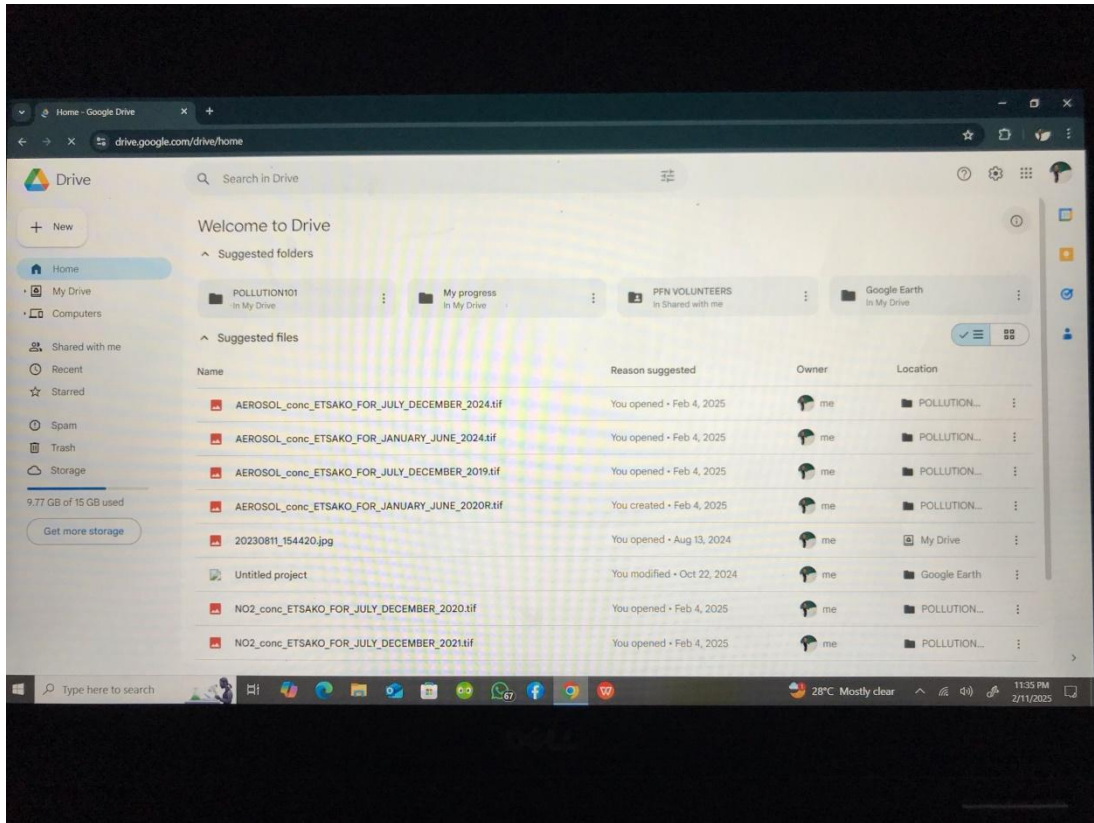 Home - Google Drive
drive.google.com/drive/home
Drive
Search in Drive
New
Welcome to Drive
Suggested folders
Home
My Drive
Computers
Shared with me
Recent
Starred
Spam
Trash
Storage
9.77 GB of 15 GB used
Get more storage
POLLUTION101
In My Drive
My progress
In My Drive
PFN VOLUNTEERS
In Shared with me
Google Earth
In My Drive
Suggested files
Name Reason suggested Owner Location
AEROSOL_conc_ETSAKO_FOR_JULY_DECEMBER_2024.tif You opened • Feb 4, 2025 me POLLUTION...
AEROSOL_conc_ETSAKO_FOR_JANUARY_JUNE_2024.tif You opened • Feb 4, 2025 me POLLUTION...
AEROSOL_conc_ETSAKO_FOR_JULY_DECEMBER_2019.tif You opened • Feb 4, 2025 me POLLUTION...
AEROSOL_conc_ETSAKO_FOR_JANUARY_JUNE_2020R.tif You created • Feb 4, 2025 me POLLUTION...
20230811_154420.jpg You opened • Aug 13, 2024 me My Drive
Untitled project You modified • Oct 22, 2024 me Google Earth
NO2_conc_ETSAKO_FOR_JULY_DECEMBER_2020.tif You opened • Feb 4, 2025 me POLLUTION...
NO2_conc_ETSAKO_FOR_JULY_DECEMBER_2021.tif You opened • Feb 4, 2025 me POLLUTION...
Type here to search
67
28°C Mostly clear
11:35 PM
2/11/2025
DELL